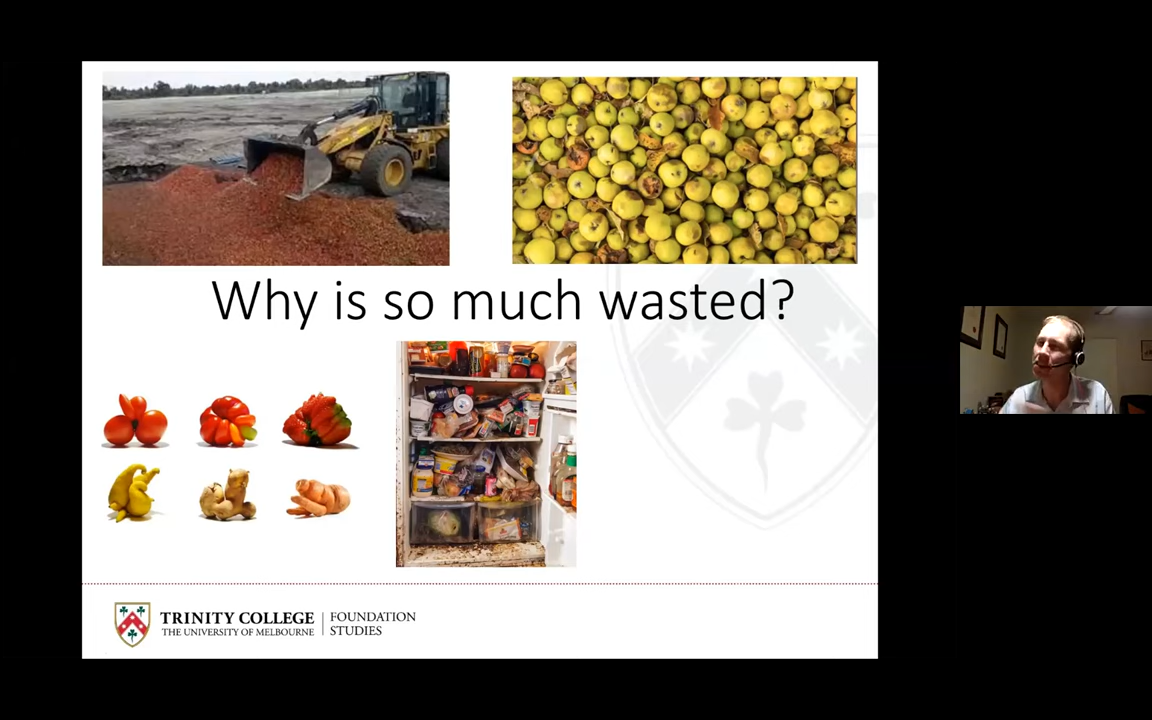 Why is so much wasted?
TRINITY COLLEGE
THE UNIVERSITY OF MELBOURNE
FOUNDATION
STUDIES